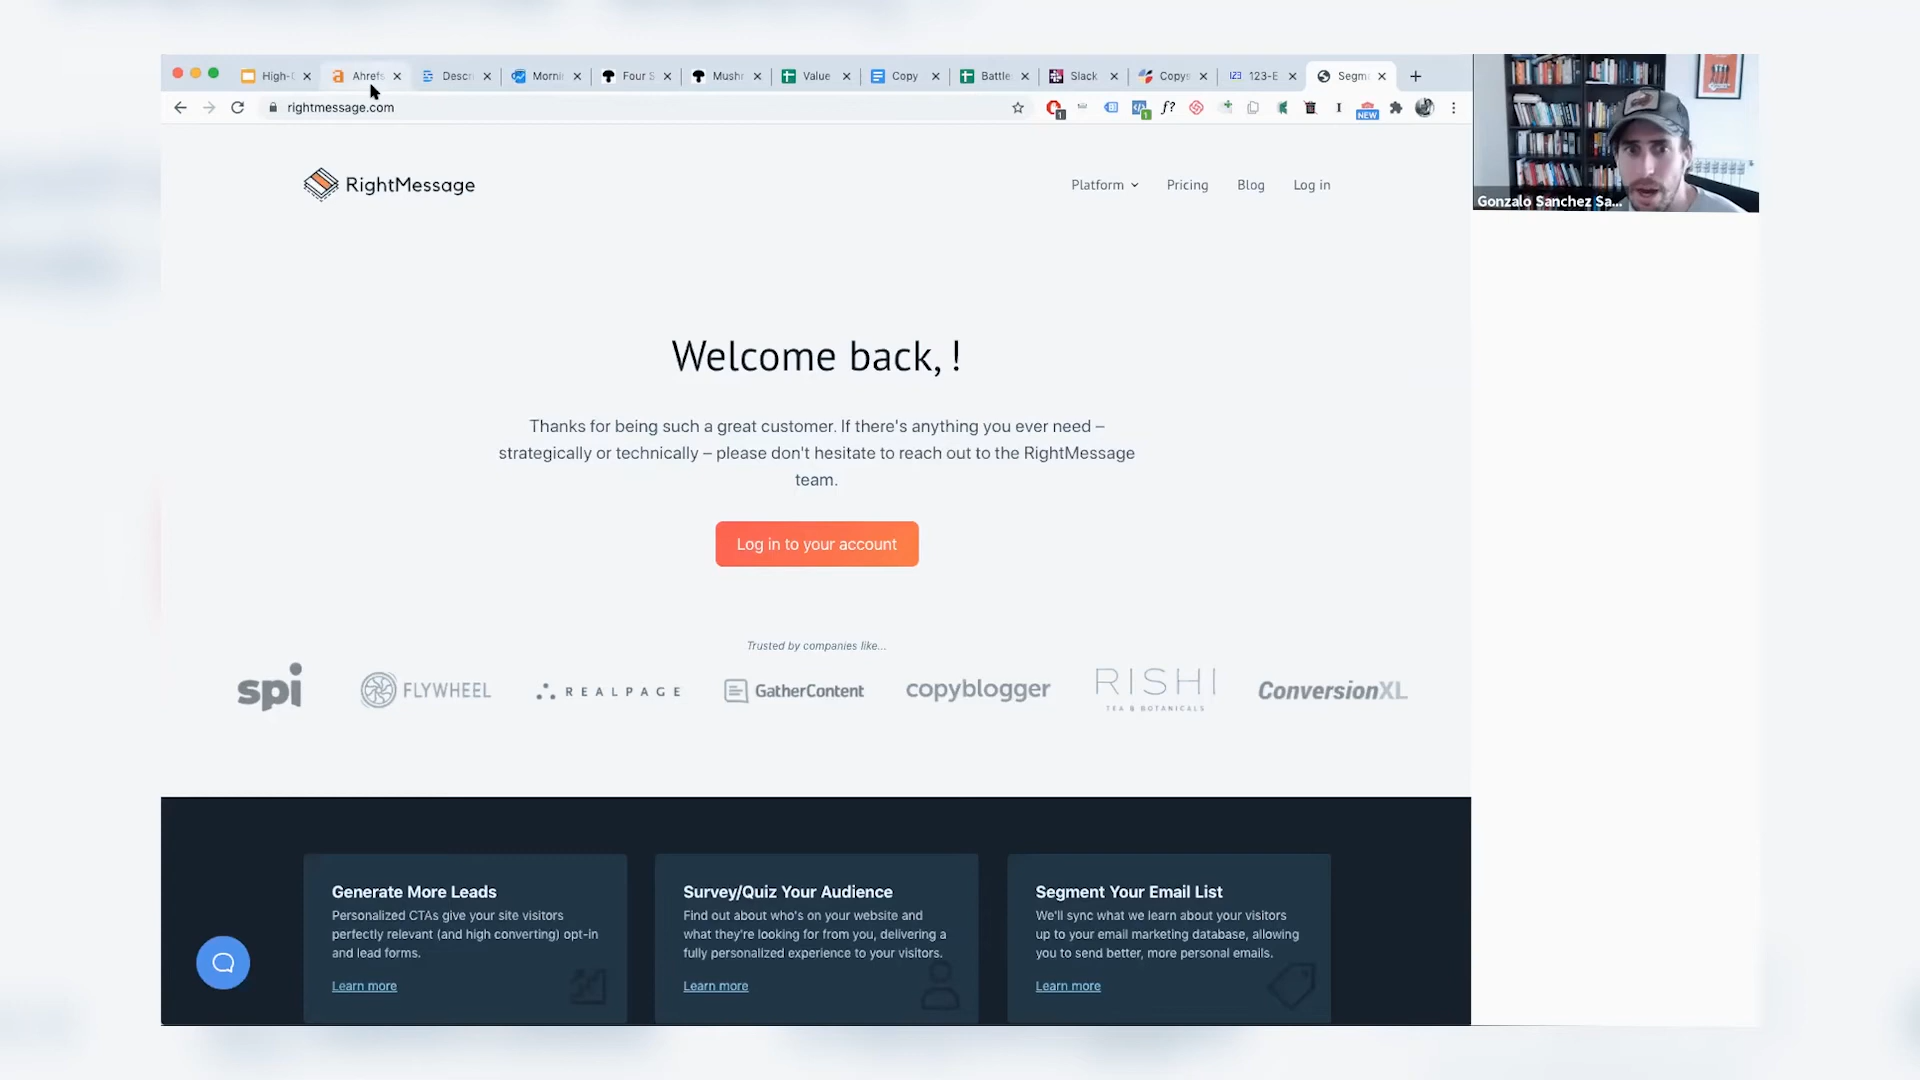 High-
Ahrefs
Descri
Morni
Four S
Mushr
Value
Copy
Battle
Slack
Copys
123-E
Segm
rightmessage.com
1
1
f?
NEW
RightMessage
Platform
Pricing
Blog
Log in
Gonzalo Sanchez Sa...
Welcome back, !
Thanks for being such a great customer. If there's anything you ever need –
strategically or technically – please don't hesitate to reach out to the RightMessage
team.
Log in to your account
Trusted by companies like...
spi
FLYWHEEL
REALPAGE
GatherContent
copyblogger
RISHI
TEA & BOTANICALS
ConversionXL
Generate More Leads
Personalized CTAs give your site visitors
perfectly relevant (and high converting) opt-in
and lead forms.
Learn more
Survey/Quiz Your Audience
Find out about who's on your website and
what they're looking for from you, delivering a
fully personalized experience to your visitors.
Learn more
Segment Your Email List
We'll sync what we learn about your visitors
up to your email marketing database, allowing
you to send better, more personal emails.
Learn more